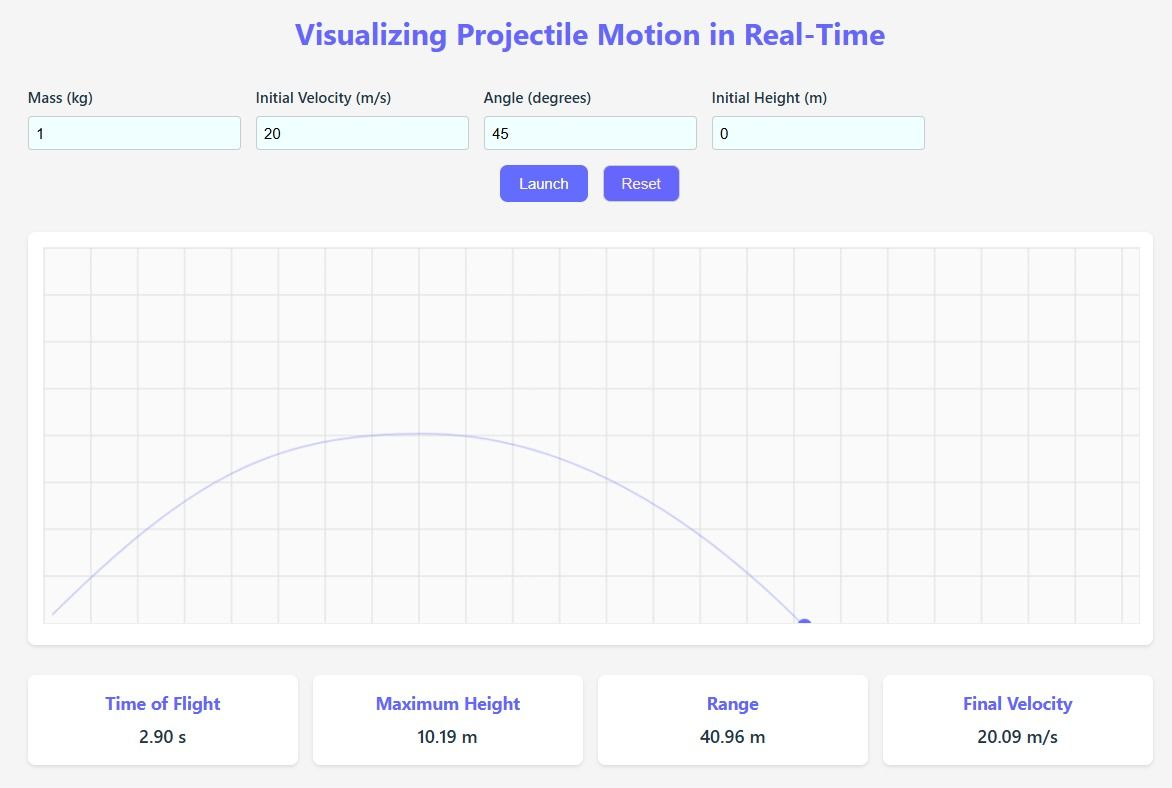 Visualizing Projectile Motion in Real-Time
Mass (kg) Initial Velocity (m/s) Angle (degrees) Initial Height (m)
1 20 45 0
Launch Reset
Time of Flight Maximum Height Range Final Velocity
2.90 s 10.19 m 40.96 m 20.09 m/s